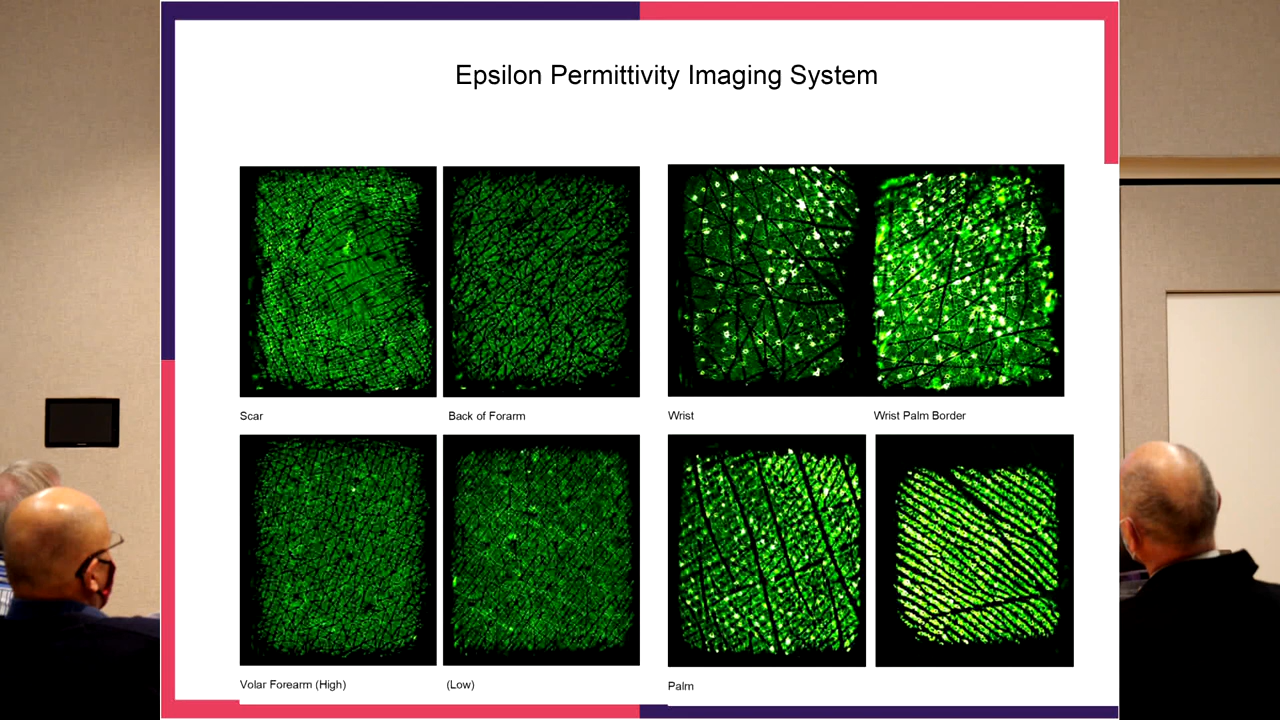 Epsilon Permittivity Imaging System
Scar
Back of Forarm
Wrist
Wrist Palm Border
Volar Forearm (High)
(Low)
Palm